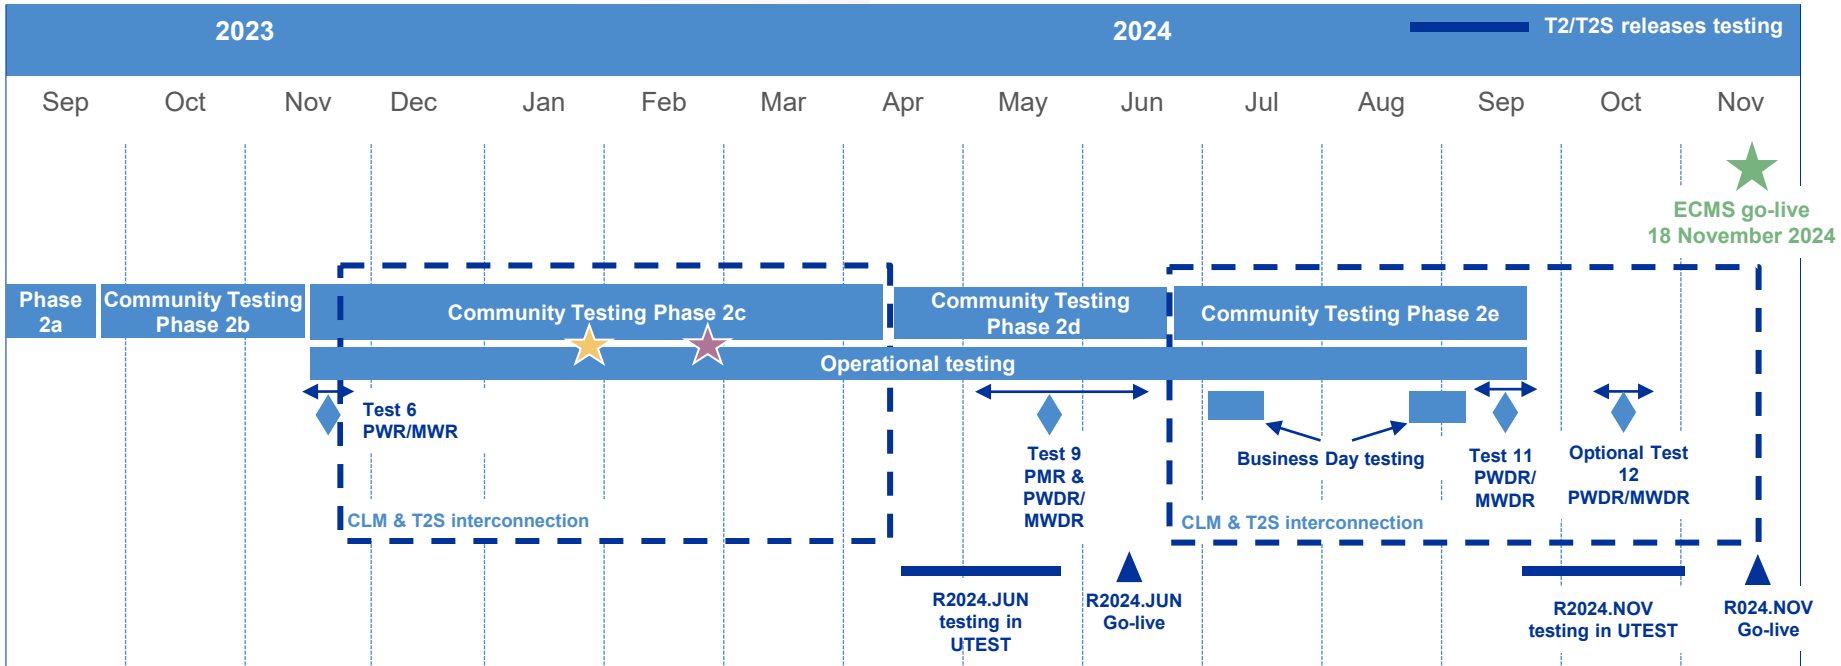 2023
2024
T2/T2S releases testing
Sep
Oct
Nov
Dec
Jan
Feb
Mar
Apr
May
Jun
Jul
Aug
Sep
Oct
Nov
ECMS go-live
18 November 2024
Phase
2a
Community Testing
Phase 2b
Community Testing Phase 2c
Community Testing
Phase 2d
Community Testing Phase 2e
Operational testing
Test 6
PWR/MWR
Test 9
PMR &
PWDR/
MWDR
Business Day testing
Test 11
PWDR/
MWDR
Optional Test
12
PWDR/MWDR
CLM & T2S interconnection
CLM & T2S interconnection
R2024.JUN
testing in
UTEST
R2024.JUN
Go-live
R2024.NOV
testing in UTEST
R024.NOV
Go-live